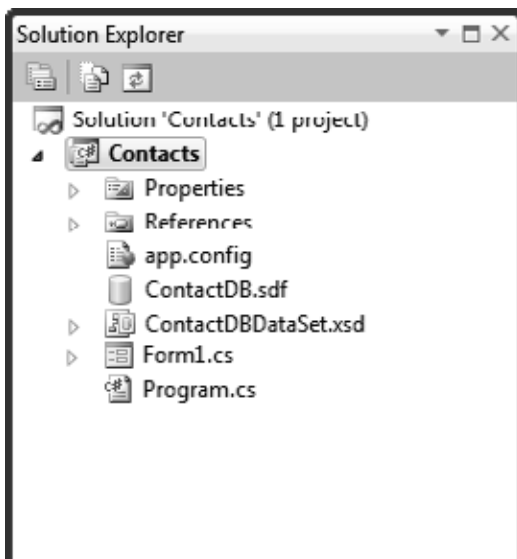 Solution Explorer
Solution 'Contacts' (1 project)
Contacts
Properties
References
app.config
ContactDB.sdf
ContactDBDataSet.xsd
Form1.cs
Program.cs